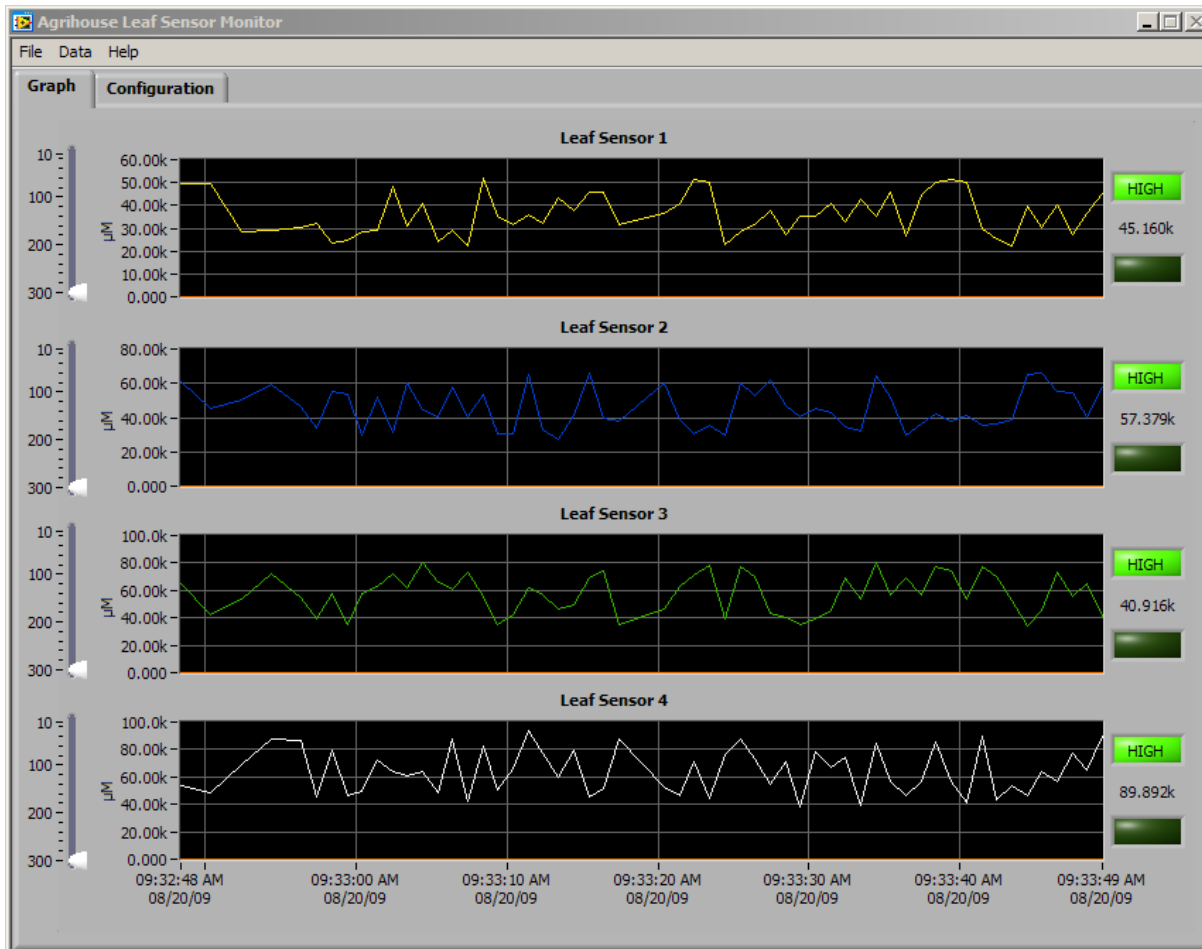 Agrihouse Leaf Sensor Monitor
File Data Help
Graph Configuration
Leaf Sensor 1
10
100
200
300
µM
60.00k
50.00k
40.00k
30.00k
20.00k
10.00k
0.000
HIGH
45.160k
Leaf Sensor 2
10
100
200
300
µM
80.00k
60.00k
40.00k
20.00k
0.000
HIGH
57.379k
Leaf Sensor 3
10
100
200
300
µM
100.0k
80.00k
60.00k
40.00k
20.00k
0.000
HIGH
40.916k
Leaf Sensor 4
10
100
200
300
µM
100.0k
80.00k
60.00k
40.00k
20.00k
0.000
HIGH
89.892k
09:32:48 AM 09:33:00 AM 09:33:10 AM 09:33:20 AM 09:33:30 AM 09:33:40 AM 09:33:49 AM
08/20/09 08/20/09 08/20/09 08/20/09 08/20/09 08/20/09 08/20/09